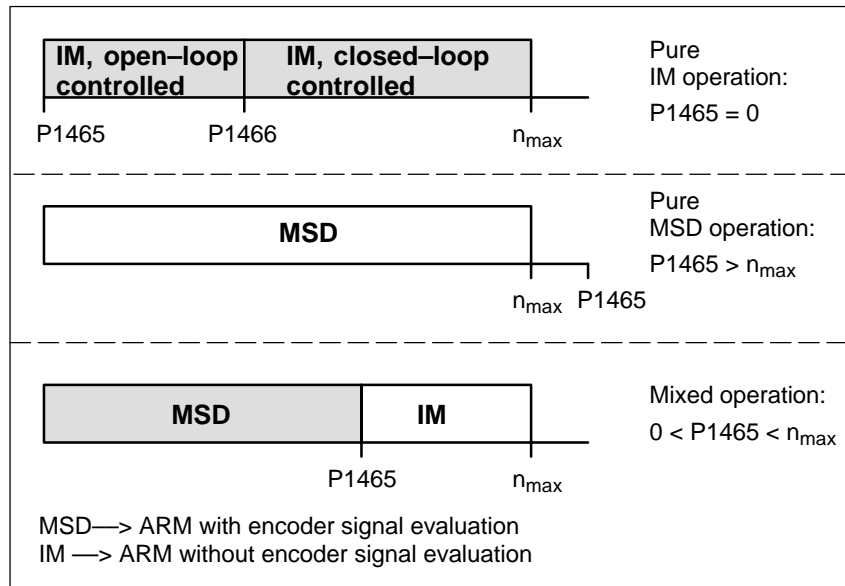 IM, open–loop controlled
IM, closed–loop controlled
P1465
P1466
nmax
Pure
IM operation:
P1465 = 0
MSD
nmax
P1465
Pure
MSD operation:
P1465 > nmax
MSD
IM
P1465
nmax
Mixed operation:
0 < P1465 < nmax
MSD—> ARM with encoder signal evaluation
IM —> ARM without encoder signal evaluation